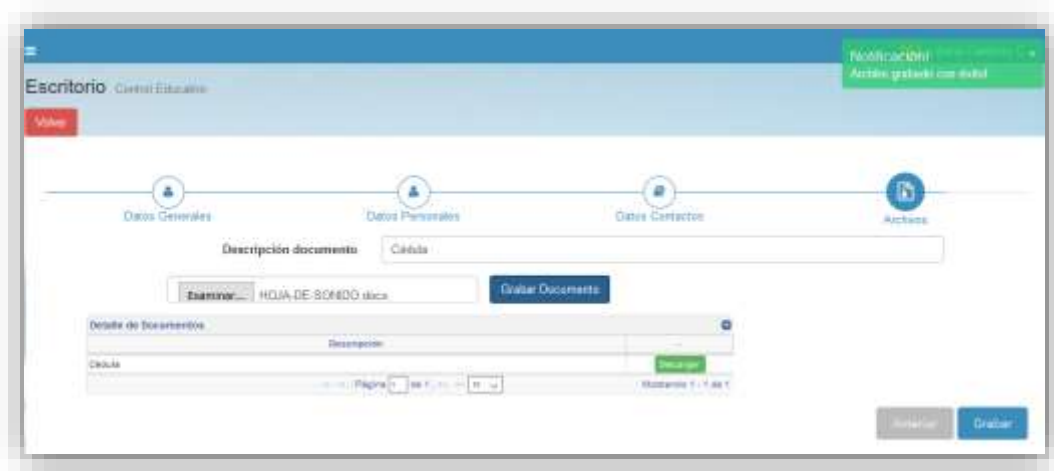 Notificación!
Archivo grabado con éxito!
Escritorio Control Educativo
Volver
Datos Generales
Datos Personales
Datos Contactos
Archivos
Descripción documento Cédula
Examinar... HOJA-DE-SONIDO.docx Grabar Documento
Detalle de Documentos
Descripción
Cédula Descargar
Página 1 de 1
Mostrando 1 - 1 de 1
Anterior Grabar